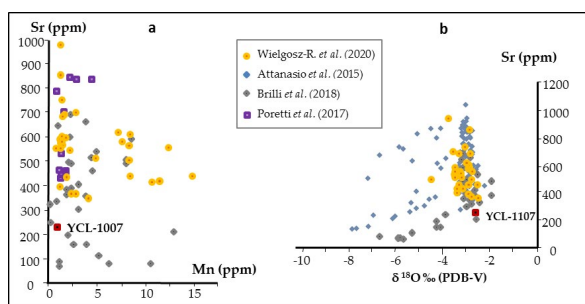 Sr (ppm)
a
1000
900
800
700
600
500
400
300
200
100
0
0
5
10
15
Mn (ppm)
YCL-1007
Wielgosz-R. et al. (2020)
Attanasio et al. (2015)
Brilli et al. (2018)
Poretti et al. (2017)
b
Sr (ppm)
1200
1000
800
600
400
200
0
YCL-1107
-10
-8
-6
-4
-2
0
δ 18O‰ (PDB-V)